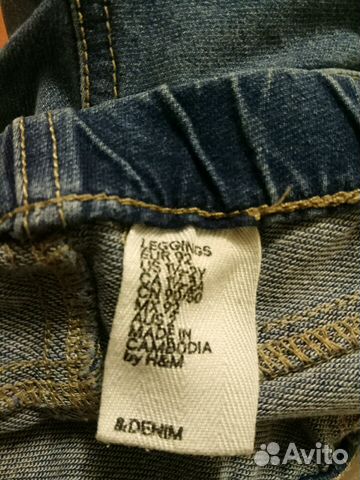 LEGGINGS
EUR 92
US 1½-2Y
CA 1½-2Y
CN 90/50
MX
AUS 2
MADE IN
CAMBODIA
by H&M
&DENIM
Avito